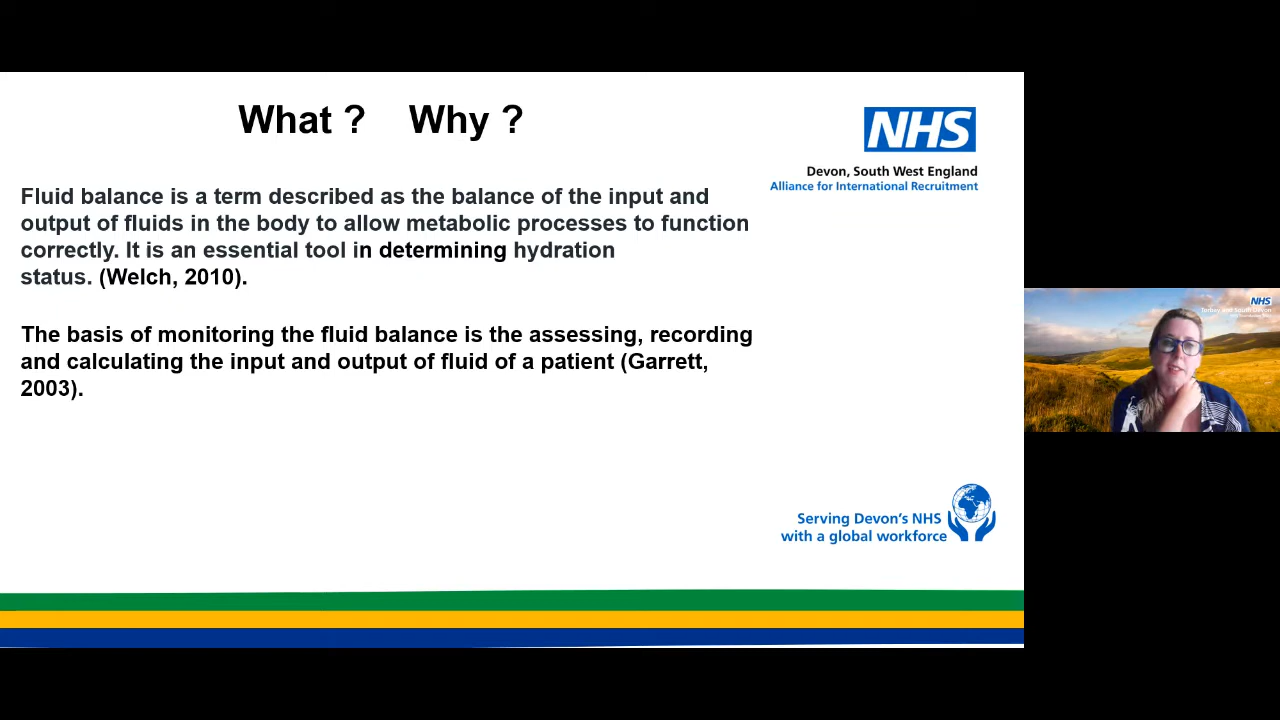 What ? Why ?
NHS
Devon, South West England
Alliance for International Recruitment
Fluid balance is a term described as the balance of the input and
output of fluids in the body to allow metabolic processes to function
correctly. It is an essential tool in determining hydration
status. (Welch, 2010).
The basis of monitoring the fluid balance is the assessing, recording
and calculating the input and output of fluid of a patient (Garrett,
2003).
NHS
Torbay and South Devon
Serving Devon's NHS
with a global workforce